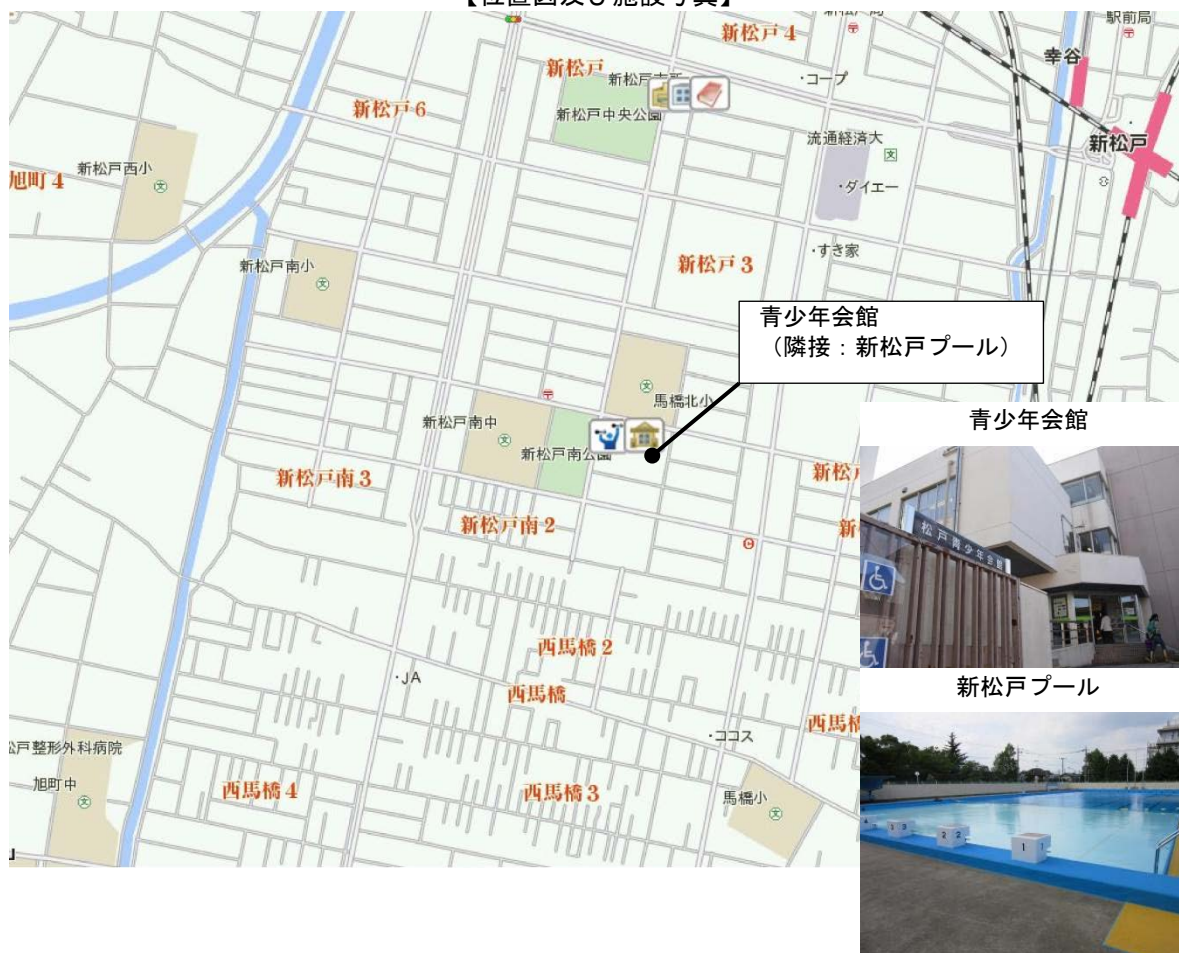 【位置図及び施設写真】
新松戸4
駅前局
幸谷
新松戸
・コープ
新松戸6
新松戸中央公園
流通経済大
新松戸
新松戸西小
旭町4
・ダイエー
新松戸南小
新松戸3
・すき家
青少年会館
(隣接:新松戸プール)
馬橋北小
青少年会館
新松戸南中
新松戸南公園
新松戸南3
新松戸南2
松戸青少年会館
西馬橋2
・JA
西馬橋
新松戸プール
・ココス
松戸整形外科病院
旭町中
西馬橋4
西馬橋3
馬橋小
3 3
2 2
1 1